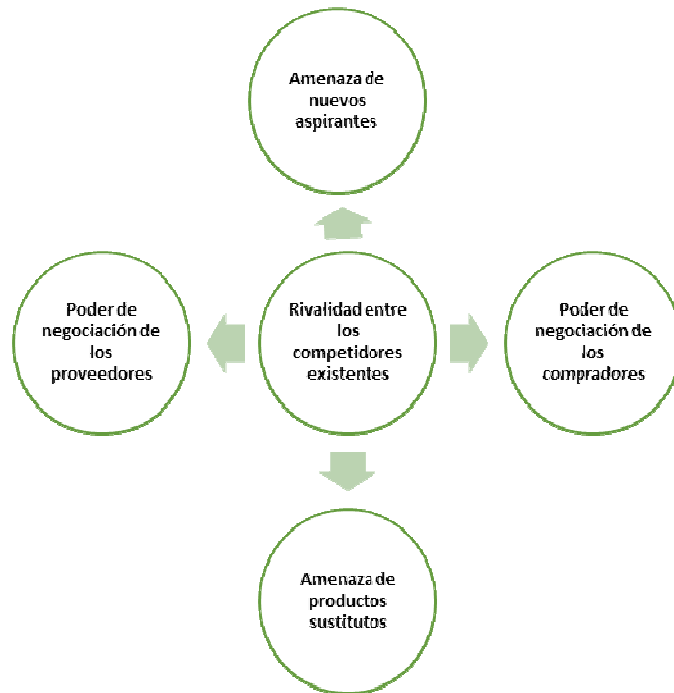 Amenaza de
nuevos
aspirantes
Poder de
negociación de
los
proveedores
Rivalidad entre
los
competidores
existentes
Poder de
negociación de
los
compradores
Amenaza de
productos
sustitutos